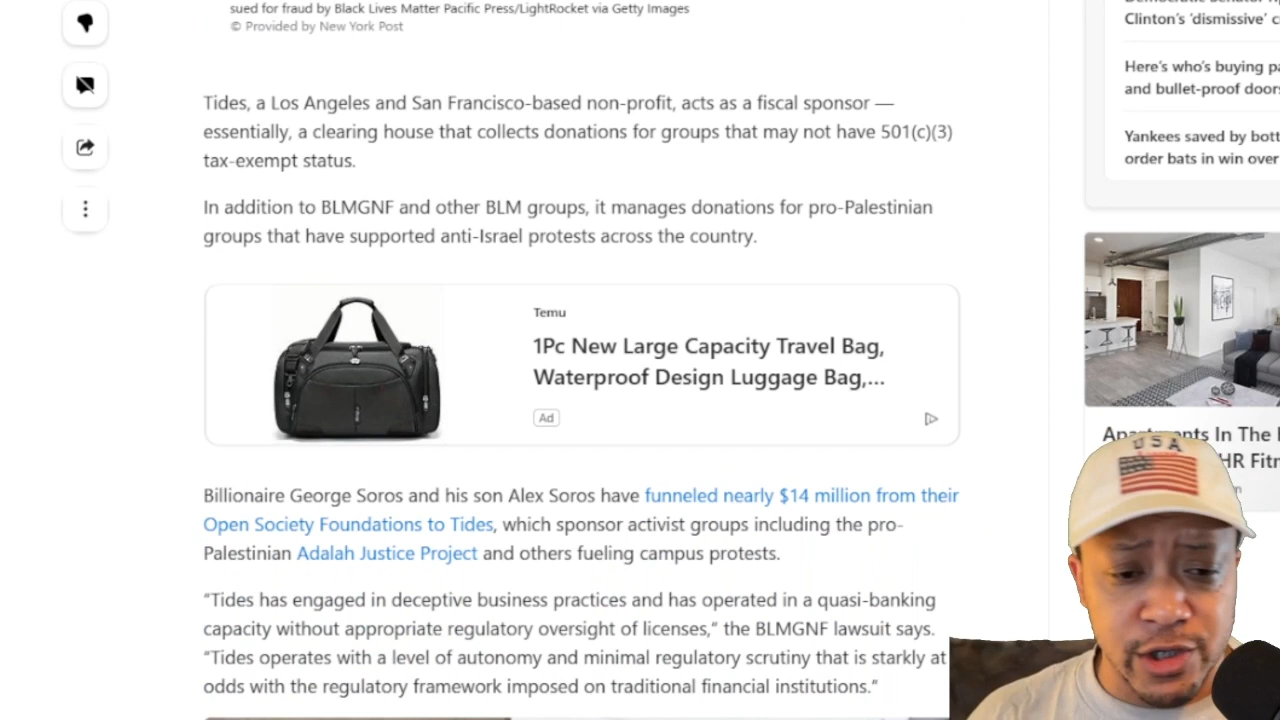 sued for fraud by Black Lives Matter Pacific Press/LightRocket via Getty Images
© Provided by New York Post
Tides, a Los Angeles and San Francisco-based non-profit, acts as a fiscal sponsor —
essentially, a clearing house that collects donations for groups that may not have 501(c)(3)
tax-exempt status.
In addition to BLMGNF and other BLM groups, it manages donations for pro-Palestinian
groups that have supported anti-Israel protests across the country.
Temu
1Pc New Large Capacity Travel Bag,
Waterproof Design Luggage Bag,...
Ad
Billionaire George Soros and his son Alex Soros have funneled nearly $14 million from their
Open Society Foundations to Tides, which sponsor activist groups including the pro-
Palestinian Adalah Justice Project and others fueling campus protests.
“Tides has engaged in deceptive business practices and has operated in a quasi-banking
capacity without appropriate regulatory oversight of licenses,” the BLMGNF lawsuit says.
“Tides operates with a level of autonomy and minimal regulatory scrutiny that is starkly at
odds with the regulatory framework imposed on traditional financial institutions.”
Clinton’s ‘dismissive’
Here’s who’s buying
and bullet-proof
Yankees saved by
order bats in win over
In The
HR
USA